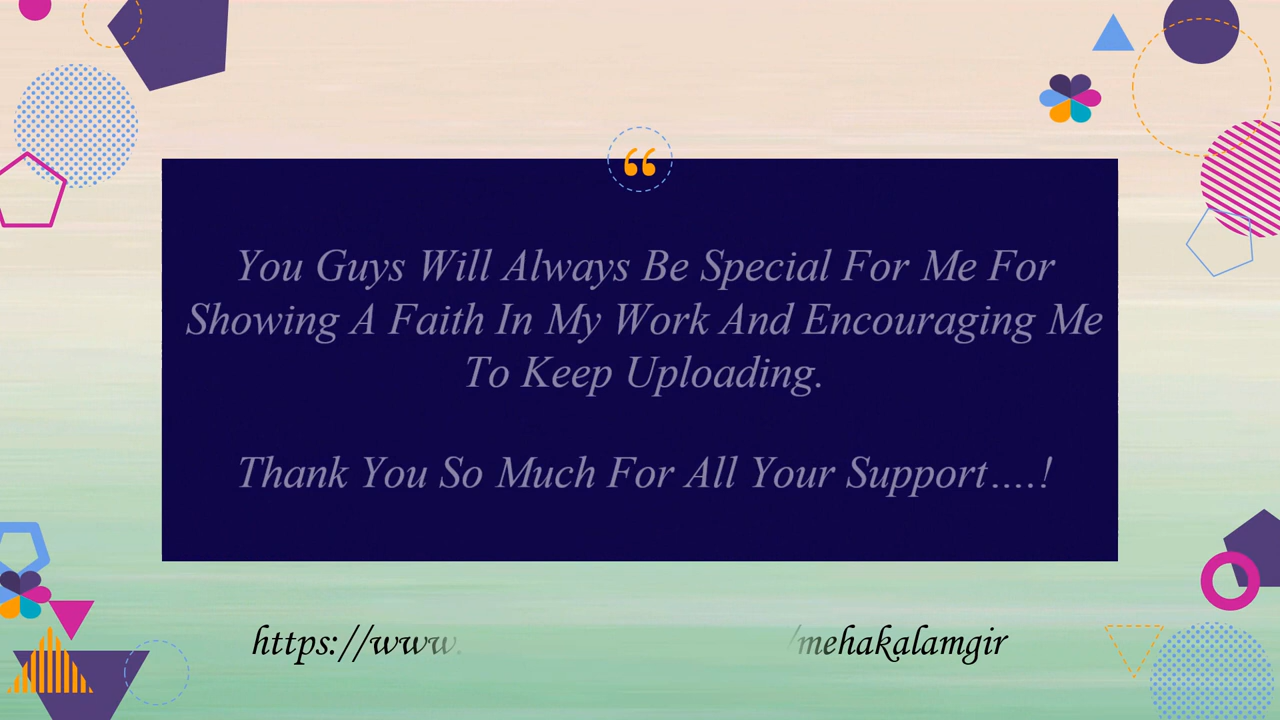 “
You Guys Will Always Be Special For Me For
Showing A Faith In My Work And Encouraging Me
To Keep Uploading.
Thank You So Much For All Your Support....!
https://www. /mehakalamgir